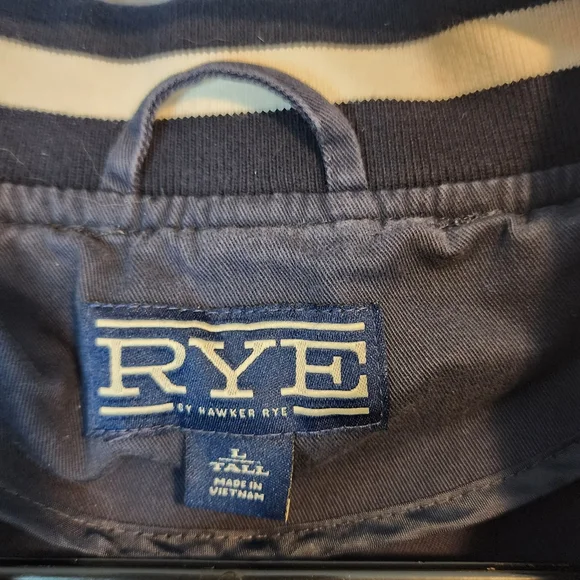 RYE
BY HAWKER RYE
L
TALL
MADE IN
VIETNAM